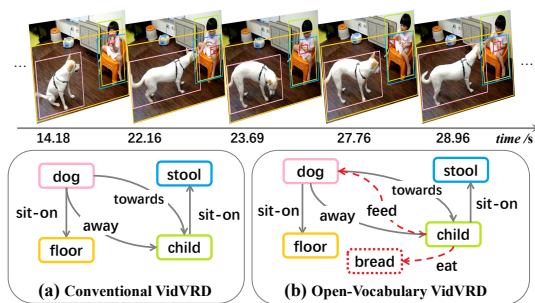 ... ...
14.18 22.16 23.69 27.76 28.96 time /s
dog stool dog stool
towards towards
sit-on sit-on sit-on feed sit-on
away away
floor child floor child
bread eat
(a) Conventional VidVRD (b) Open-Vocabulary VidVRD